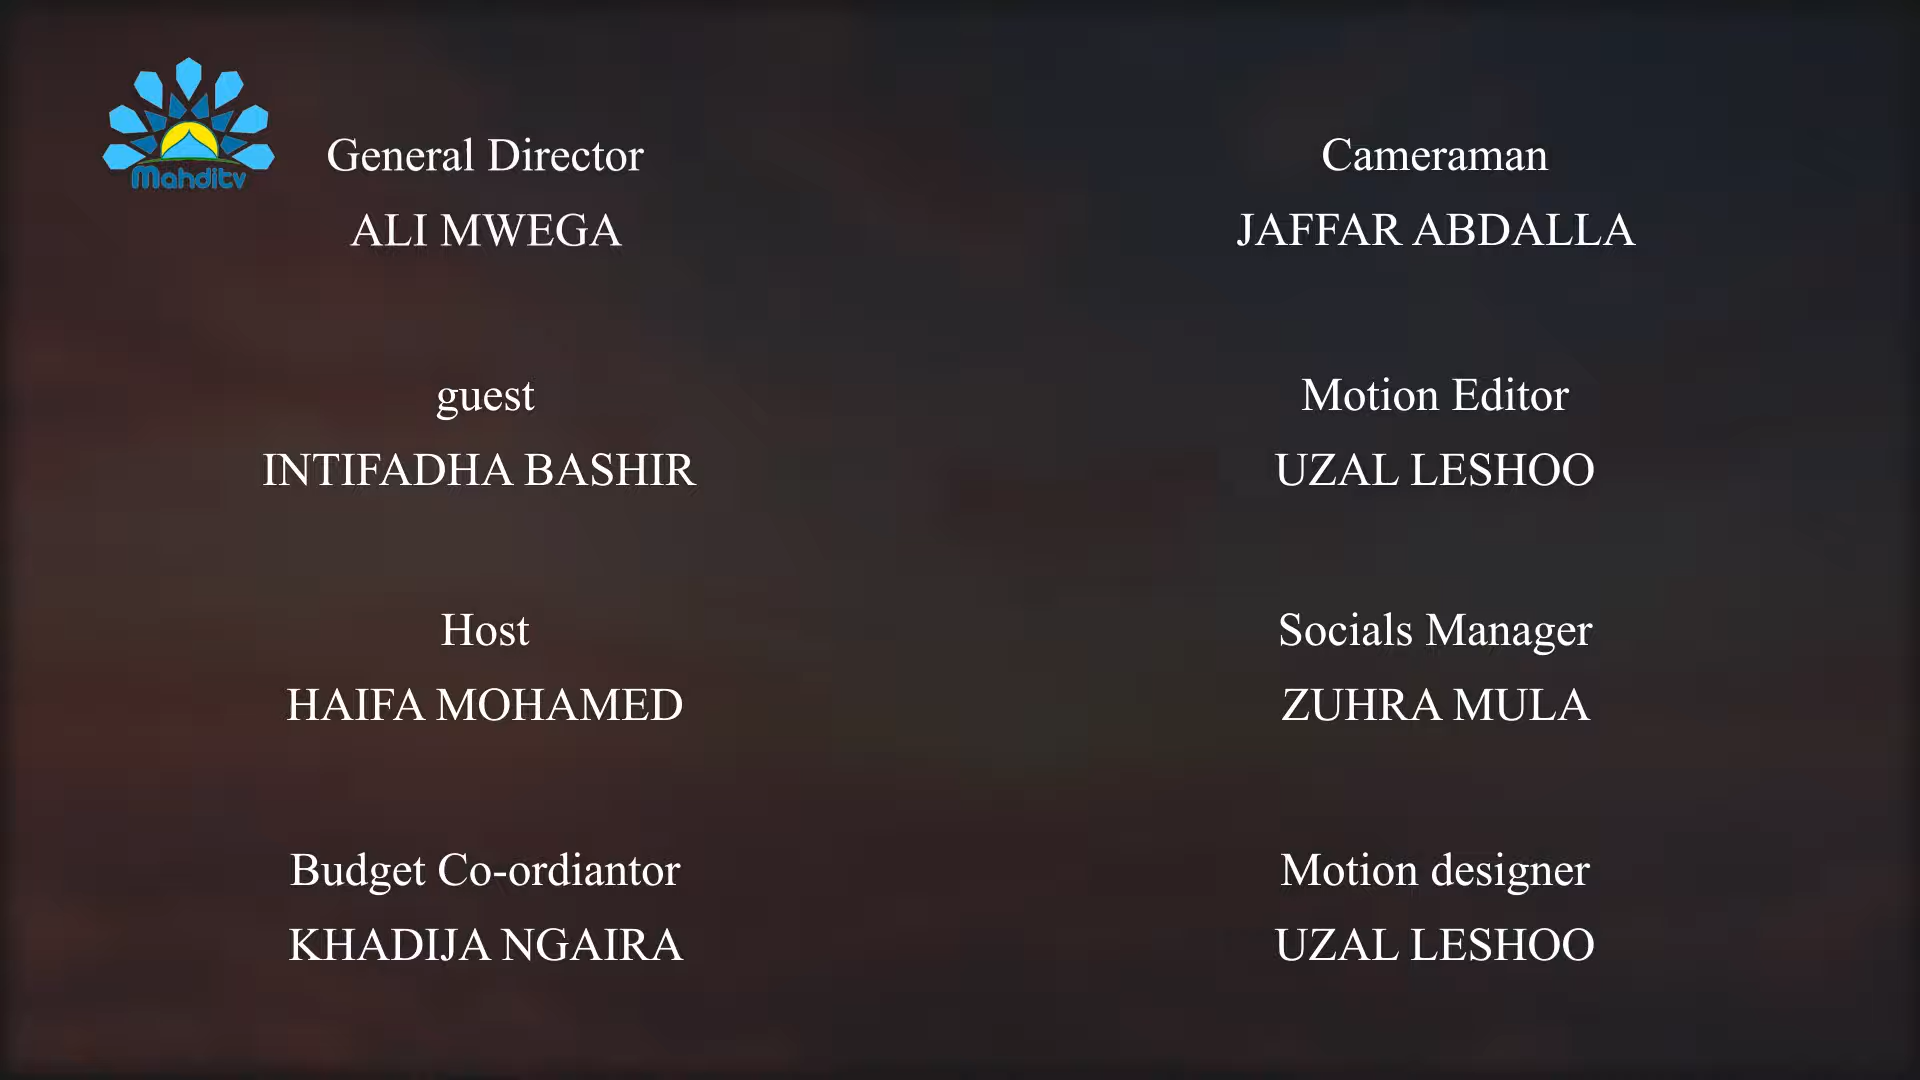 Mahditv
General Director
ALI MWEGA
guest
INTIFADHA BASHIR
Host
HAIFA MOHAMED
Budget Co-ordiantor
KHADIJA NGAIRA
Cameraman
JAFFAR ABDALLA
Motion Editor
UZAL LESHOO
Socials Manager
ZUHRA MULA
Motion designer
UZAL LESHOO